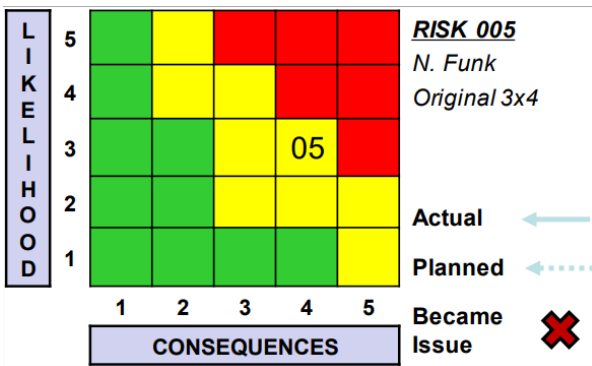 LIKELIHOOD
5
4
3
2
1
05
1 2 3 4 5
CONSEQUENCES
RISK 005
N. Funk
Original 3x4
Actual
Planned
Became
Issue